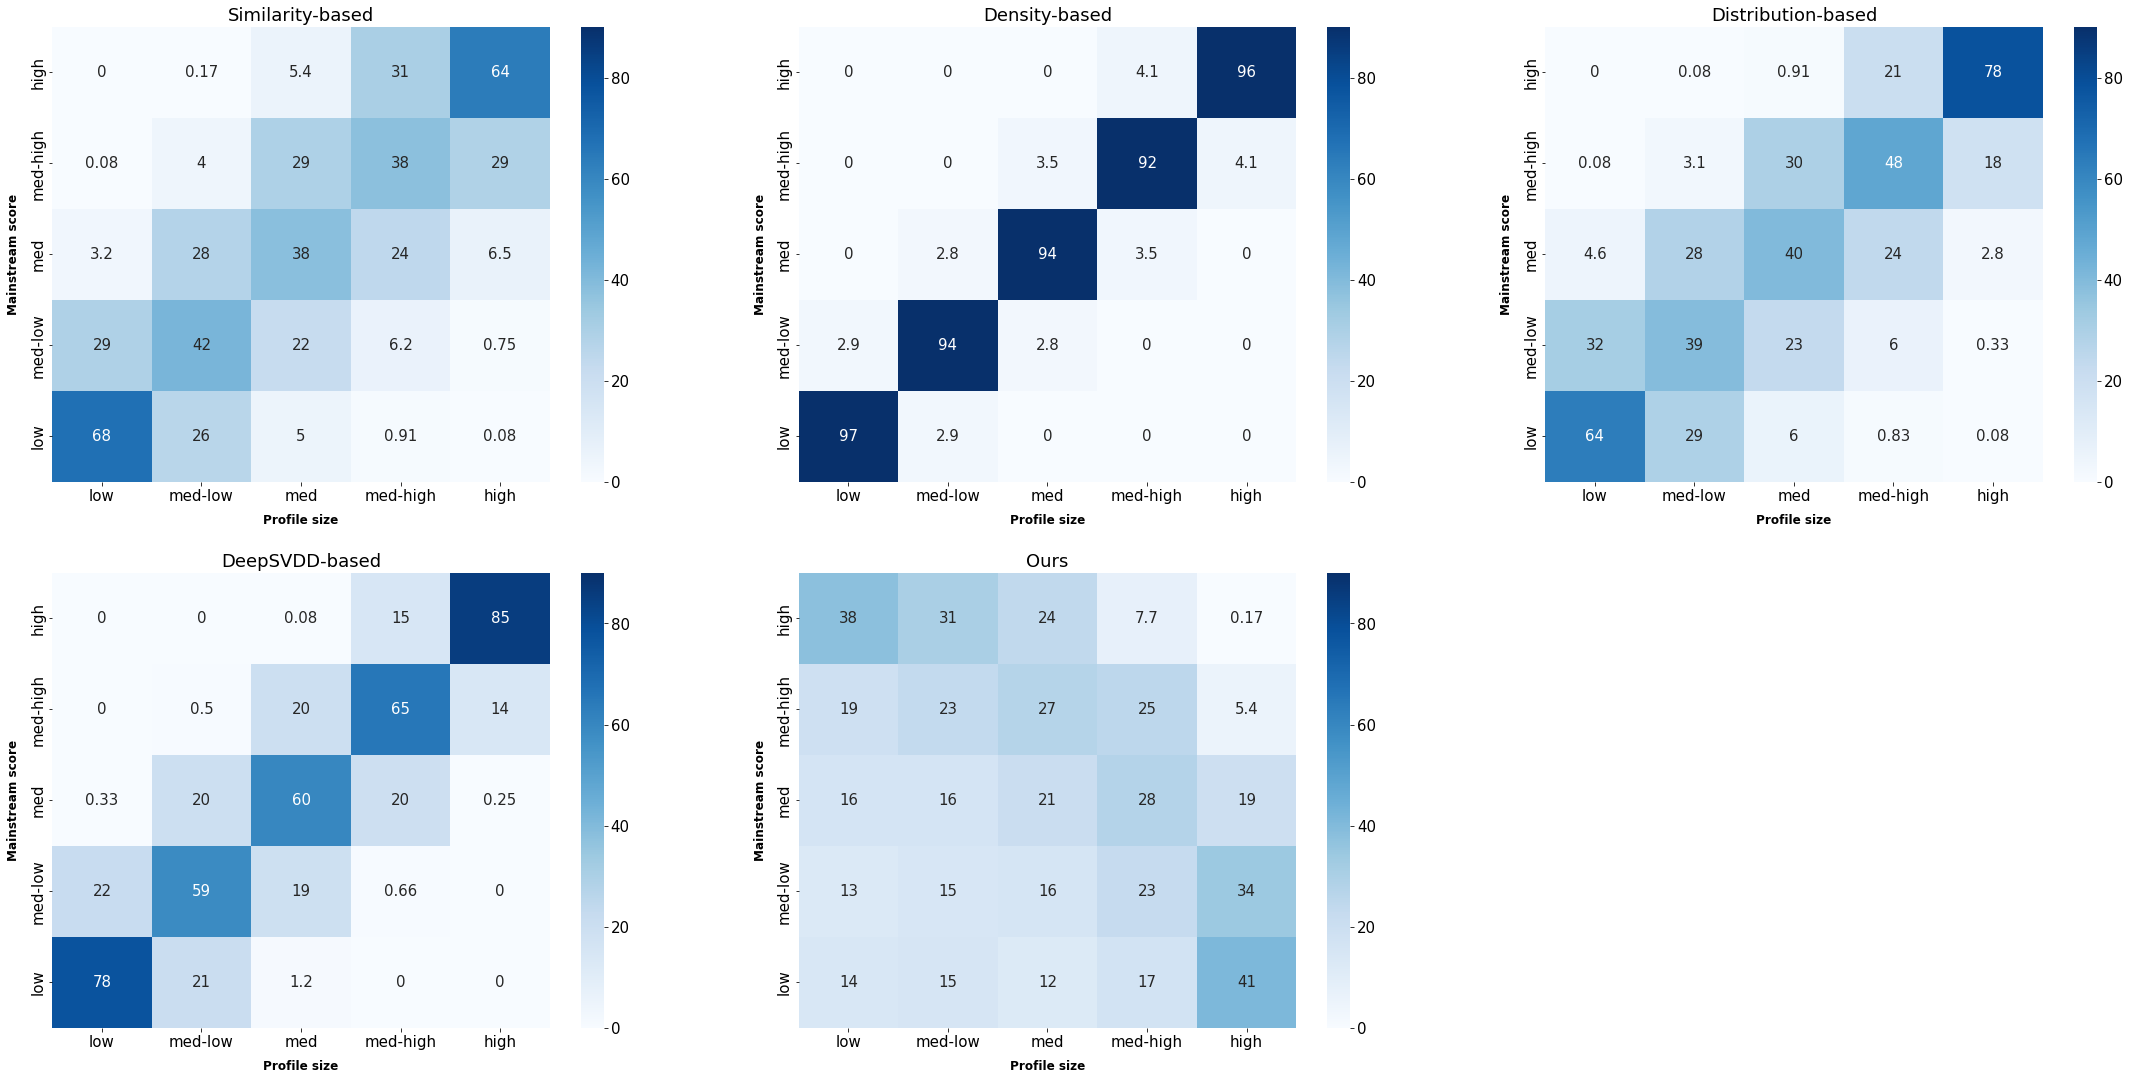 Similarity-based
Mainstream score
high 0 0.17 5.4 31 64
med-high 0.08 4 29 38 29
med 3.2 28 38 24 6.5
med-low 29 42 22 6.2 0.75
low 68 26 5 0.91 0.08
low med-low med med-high high
Profile size
80
60
40
20
0
Density-based
Mainstream score
high 0 0 0 4.1 96
med-high 0 0 3.5 92 4.1
med 0 2.8 94 3.5 0
med-low 2.9 94 2.8 0 0
low 97 2.9 0 0 0
low med-low med med-high high
Profile size
80
60
40
20
0
Distribution-based
Mainstream score
high 0 0.08 0.91 21 78
med-high 0.08 3.1 30 48 18
med 4.6 28 40 24 2.8
med-low 32 39 23 6 0.33
low 64 29 6 0.83 0.08
low med-low med med-high high
Profile size
80
60
40
20
0
DeepSVDD-based
Mainstream score
high 0 0 0.08 15 85
med-high 0 0.5 20 65 14
med 0.33 20 60 20 0.25
med-low 22 59 19 0.66 0
low 78 21 1.2 0 0
low med-low med med-high high
Profile size
80
60
40
20
0
Ours
Mainstream score
high 38 31 24 7.7 0.17
med-high 19 23 27 25 5.4
med 16 16 21 28 19
med-low 13 15 16 23 34
low 14 15 12 17 41
low med-low med med-high high
Profile size
80
60
40
20
0